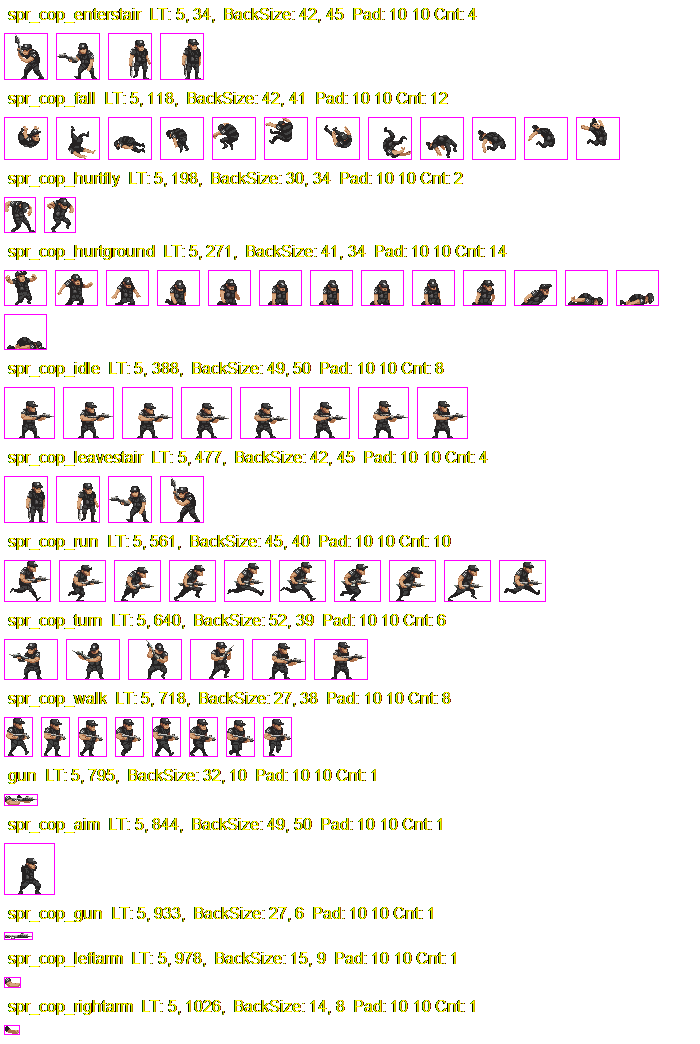 spr_cop_enterstair LT: 5, 34, BackSize: 42, 45 Pad: 10 10 Cnt: 4
spr_cop_fall LT: 5, 118, BackSize: 42, 41 Pad: 10 10 Cnt: 12
spr_cop_hurtfly LT: 5, 198, BackSize: 30, 34 Pad: 10 10 Cnt: 2
spr_cop_hurtground LT: 5, 271, BackSize: 41, 34 Pad: 10 10 Cnt: 14
spr_cop_idle LT: 5, 388, BackSize: 49, 50 Pad: 10 10 Cnt: 8
spr_cop_leavestair LT: 5, 477, BackSize: 42, 45 Pad: 10 10 Cnt: 4
spr_cop_run LT: 5, 561, BackSize: 45, 40 Pad: 10 10 Cnt: 10
spr_cop_turn LT: 5, 640, BackSize: 52, 39 Pad: 10 10 Cnt: 6
spr_cop_walk LT: 5, 718, BackSize: 27, 38 Pad: 10 10 Cnt: 8
gun LT: 5, 795, BackSize: 32, 10 Pad: 10 10 Cnt: 1
spr_cop_aim LT: 5, 844, BackSize: 49, 50 Pad: 10 10 Cnt: 1
spr_cop_gun LT: 5, 933, BackSize: 27, 6 Pad: 10 10 Cnt: 1
spr_cop_leftarm LT: 5, 978, BackSize: 15, 9 Pad: 10 10 Cnt: 1
spr_cop_rightarm LT: 5, 1026, BackSize: 14, 8 Pad: 10 10 Cnt: 1